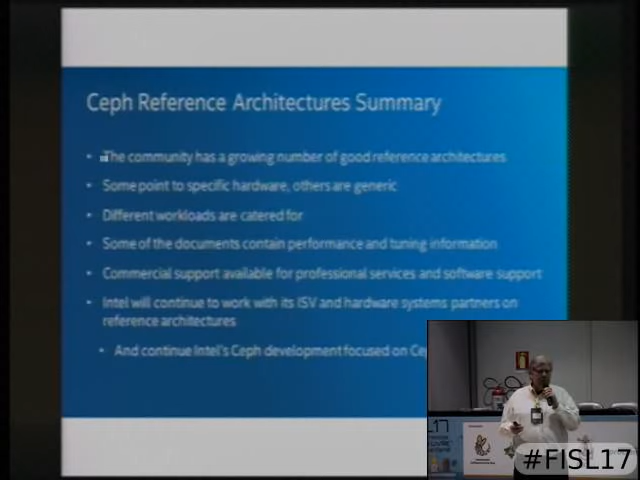 Ceph Reference Architectures Summary
• The community has a growing number of good reference architectures
• Some point to specific hardware, others are generic
• Different workloads are catered for
• Some of the documents contain performance and tuning information
• Commercial support available for professional services and software support
• Intel will continue to work with its ISV and hardware systems partners on
reference architectures
• And continue Intel's Ceph development focused on
#FISL17